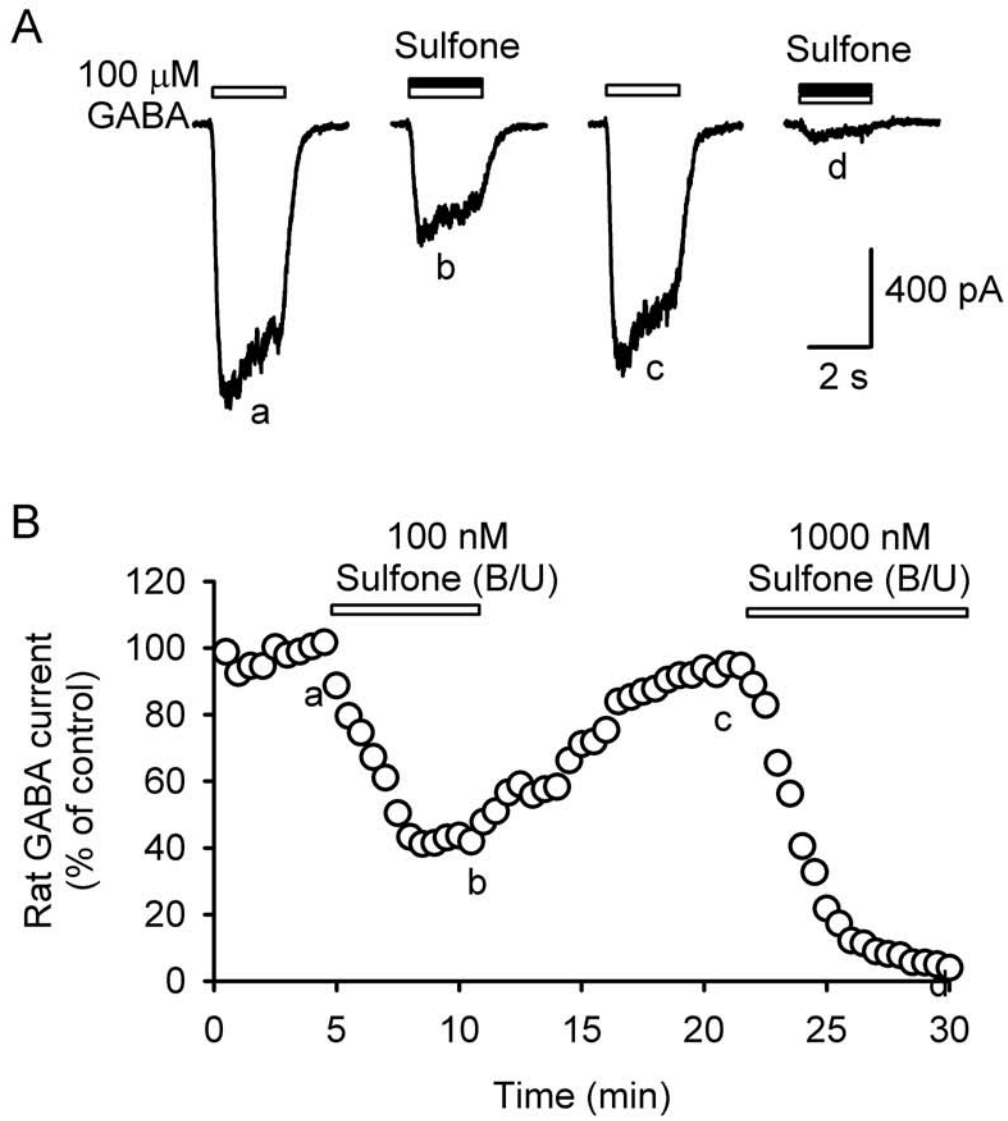 A
Sulfone
Sulfone
100 μM
GABA
a
b
c
d
400 pA
2 s
B
100 nM
Sulfone (B/U)
1000 nM
Sulfone (B/U)
Rat GABA current
(% of control)
120
100
80
60
40
20
0
a
b
c
d
0
5
10
15
20
25
30
Time (min)